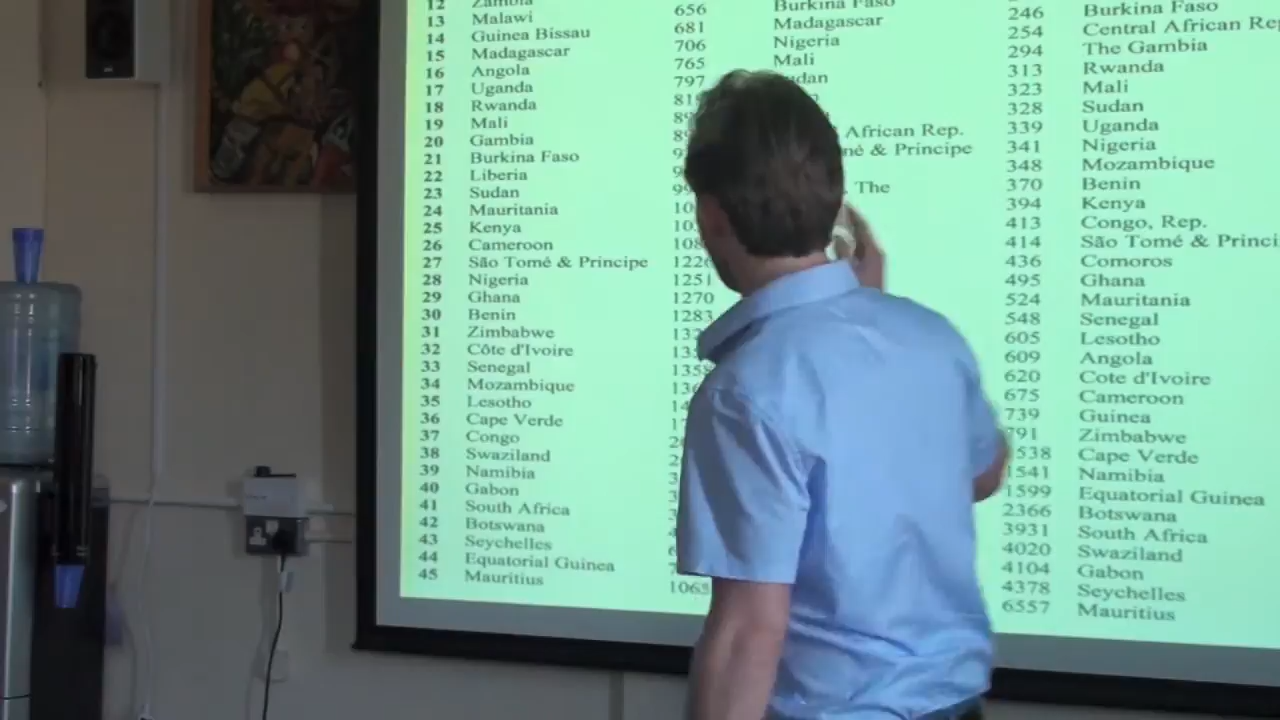 12 Zambia
13 Malawi
14 Guinea Bissau
15 Madagascar
16 Angola
17 Uganda
18 Rwanda
19 Mali
20 Gambia
21 Burkina Faso
22 Liberia
23 Sudan
24 Mauritania
25 Kenya
26 Cameroon
27 São Tomé & Principe
28 Nigeria
29 Ghana
30 Benin
31 Zimbabwe
32 Côte d'Ivoire
33 Senegal
34 Mozambique
35 Lesotho
36 Cape Verde
37 Congo
38 Swaziland
39 Namibia
40 Gabon
41 South Africa
42 Botswana
43 Seychelles
44 Equatorial Guinea
45 Mauritius
656 Burkina Faso
681 Madagascar
706 Nigeria
765 Mali
797
African Rep.
& Principe
The
1226
1251
1270
1283
246 Burkina Faso
254 Central African
294 The Gambia
313 Rwanda
323 Mali
328 Sudan
339 Uganda
341 Nigeria
348 Mozambique
370 Benin
394 Kenya
413 Congo, Rep.
414 São Tomé &
436 Comoros
495 Ghana
524 Mauritania
548 Senegal
605 Lesotho
609 Angola
620 Cote d'Ivoire
675 Cameroon
739 Guinea
791 Zimbabwe
1538 Cape Verde
1541 Namibia
1599 Equatorial Guinea
2366 Botswana
3931 South Africa
4020 Swaziland
4104 Gabon
4378 Seychelles
6557 Mauritius